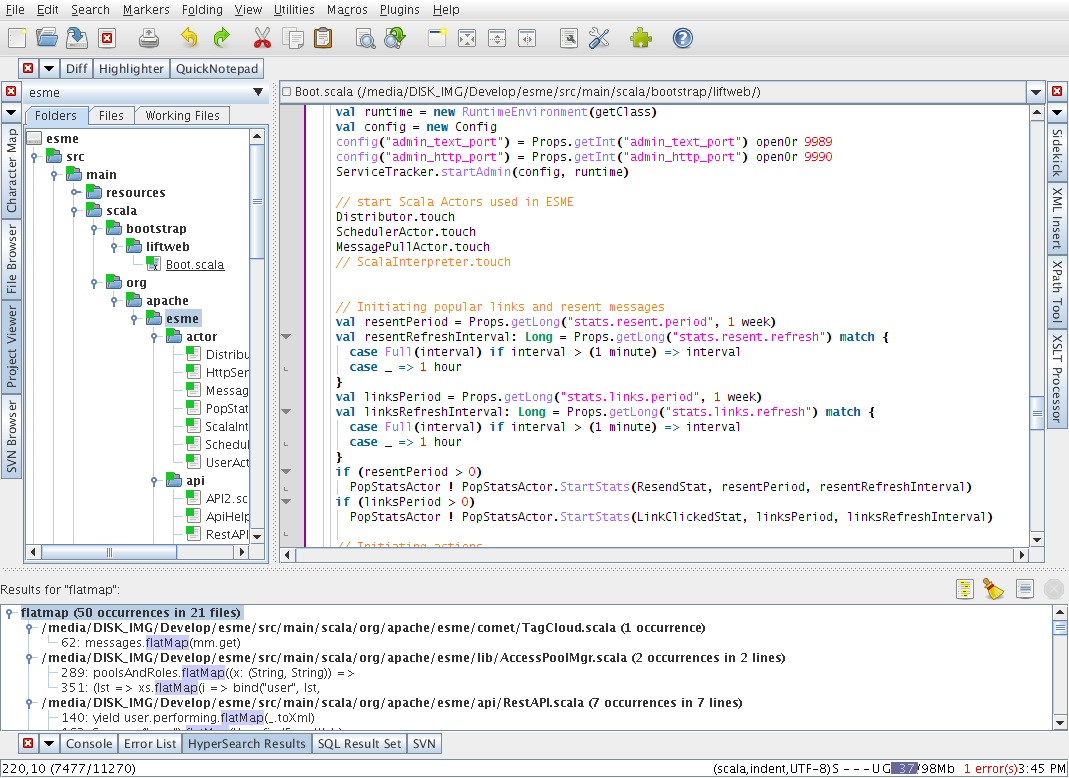 File Edit Search Markers Folding View Utilities Macros Plugins Help
Diff Highlighter QuickNotepad
esme
Folders Files Working Files
esme
src
main
resources
scala
bootstrap
liftweb
Boot.scala
org
apache
esme
actor
Distribu
HttpSer
Messag
PopStat
ScalaInt
Schedul
UserAct
api
API2.sc
ApiHelp
RestAPI
Character Map
File Browser
Project Viewer
SVN Browser
Boot.scala (/media/DISK_IMG/Develop/esme/src/main/scala/bootstrap/liftweb/)
val runtime = new RuntimeEnvironment(getClass)
val config = new Config
config("admin_text_port") = Props.getInt("admin_text_port") openOr 9989
config("admin_http_port") = Props.getInt("admin_http_port") openOr 9990
ServiceTracker.startAdmin(config, runtime)
// start Scala Actors used in ESME
Distributor.touch
SchedulerActor.touch
MessagePullActor.touch
// ScalaInterpreter.touch
// Initiating popular links and resent messages
val resentPeriod = Props.getLong("stats.resent.period", 1 week)
val resentRefreshInterval: Long = Props.getLong("stats.resent.refresh") match {
case Full(interval) if interval > (1 minute) => interval
case _ => 1 hour
}
val linksPeriod = Props.getLong("stats.links.period", 1 week)
val linksRefreshInterval: Long = Props.getLong("stats.links.refresh") match {
case Full(interval) if interval > (1 minute) => interval
case _ => 1 hour
}
if (resentPeriod > 0)
PopStatsActor ! PopStatsActor.StartStats(ResendStat, resentPeriod, resentRefreshInterval)
if (linksPeriod > 0)
PopStatsActor ! PopStatsActor.StartStats(LinkClickedStat, linksPeriod, linksRefreshInterval)
// Initiating actions
Sidekick
XML Insert
XPath Tool
XSLT Processor
Results for "flatmap":
flatmap (50 occurrences in 21 files)
/media/DISK_IMG/Develop/esme/src/main/scala/org/apache/esme/comet/TagCloud.scala (1 occurrence)
62: messages.flatMap(mm.get)
/media/DISK_IMG/Develop/esme/src/main/scala/org/apache/esme/lib/AccessPoolMgr.scala (2 occurrences in 2 lines)
289: poolsAndRoles.flatMap((x: (String, String)) =>
351: (lst => xs.flatMap(i => bind("user", lst,
/media/DISK_IMG/Develop/esme/src/main/scala/org/apache/esme/api/RestAPI.scala (7 occurrences in 7 lines)
140: yield user.performing.flatMap(_.toXml)
Console Error List HyperSearch Results SQL Result Set SVN
220,10 (7477/11270) (scala,indent,UTF-8)S - - - U G 37/98Mb 1 error(s)3:45 PM